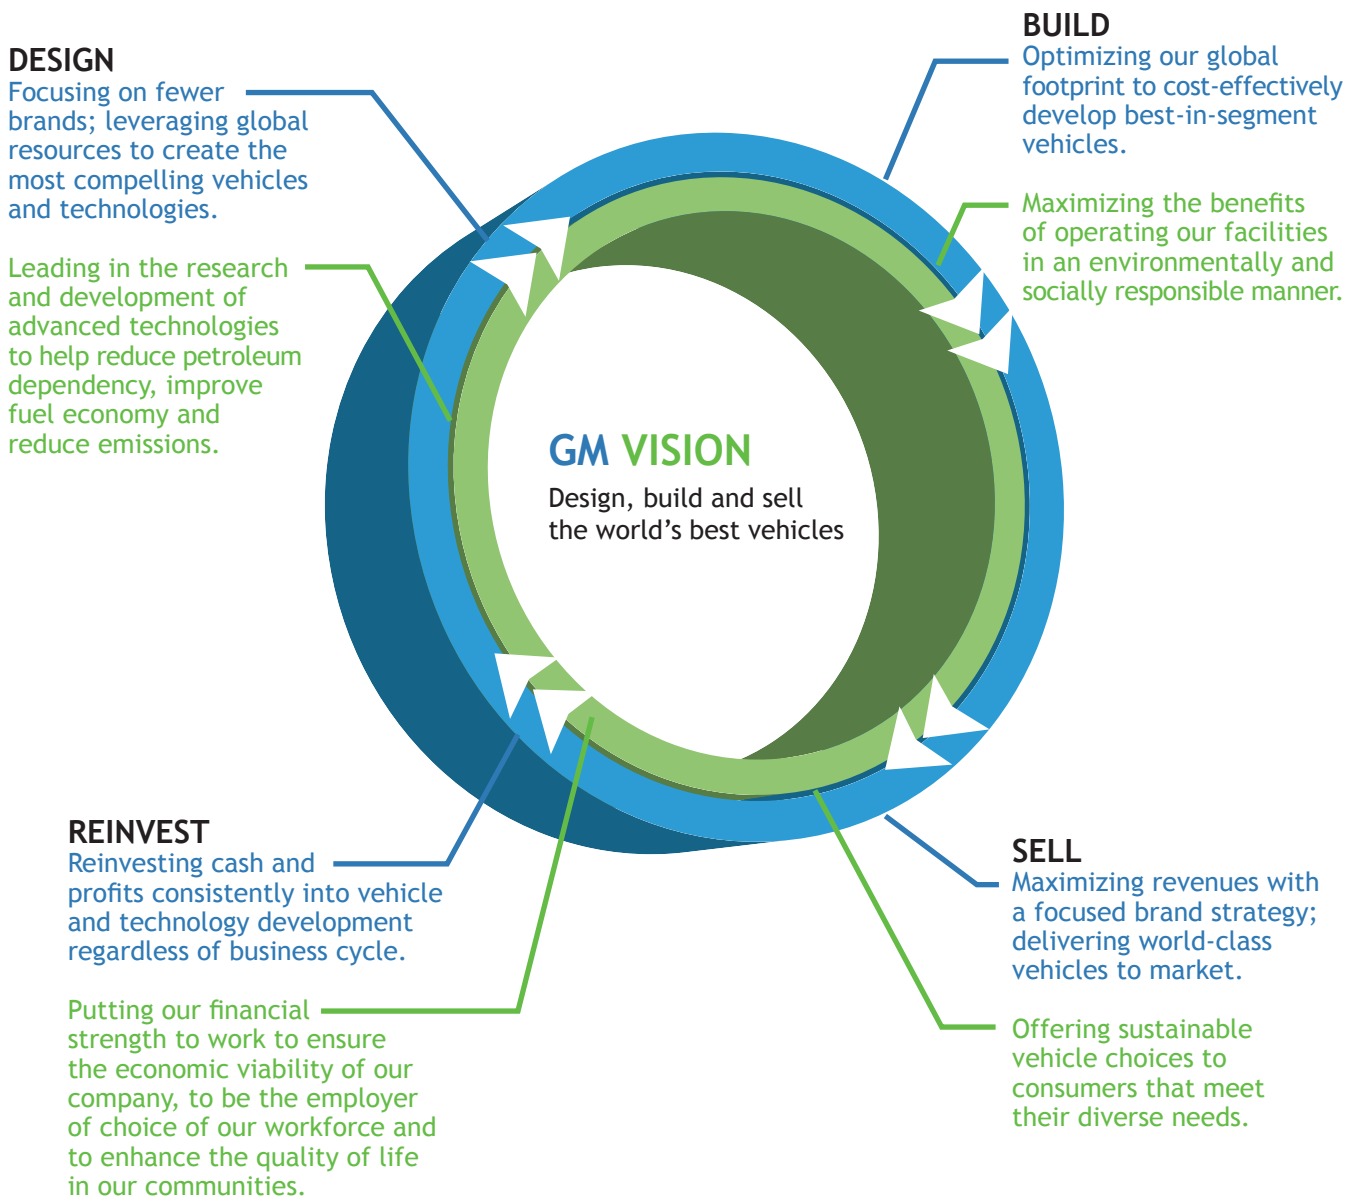 DESIGN
Focusing on fewer
brands; leveraging global
resources to create the
most compelling vehicles
and technologies.
Leading in the research
and development of
advanced technologies
to help reduce petroleum
dependency, improve
fuel economy and
reduce emissions.
BUILD
Optimizing our global
footprint to cost-effectively
develop best-in-segment
vehicles.
Maximizing the benefits
of operating our facilities
in an environmentally and
socially responsible manner.
GM VISION
Design, build and sell
the world’s best vehicles
REINVEST
Reinvesting cash and
profits consistently into vehicle
and technology development
regardless of business cycle.
Putting our financial
strength to work to ensure
the economic viability of our
company, to be the employer
of choice of our workforce and
to enhance the quality of life
in our communities.
SELL
Maximizing revenues with
a focused brand strategy;
delivering world-class
vehicles to market.
Offering sustainable
vehicle choices to
consumers that meet
their diverse needs.